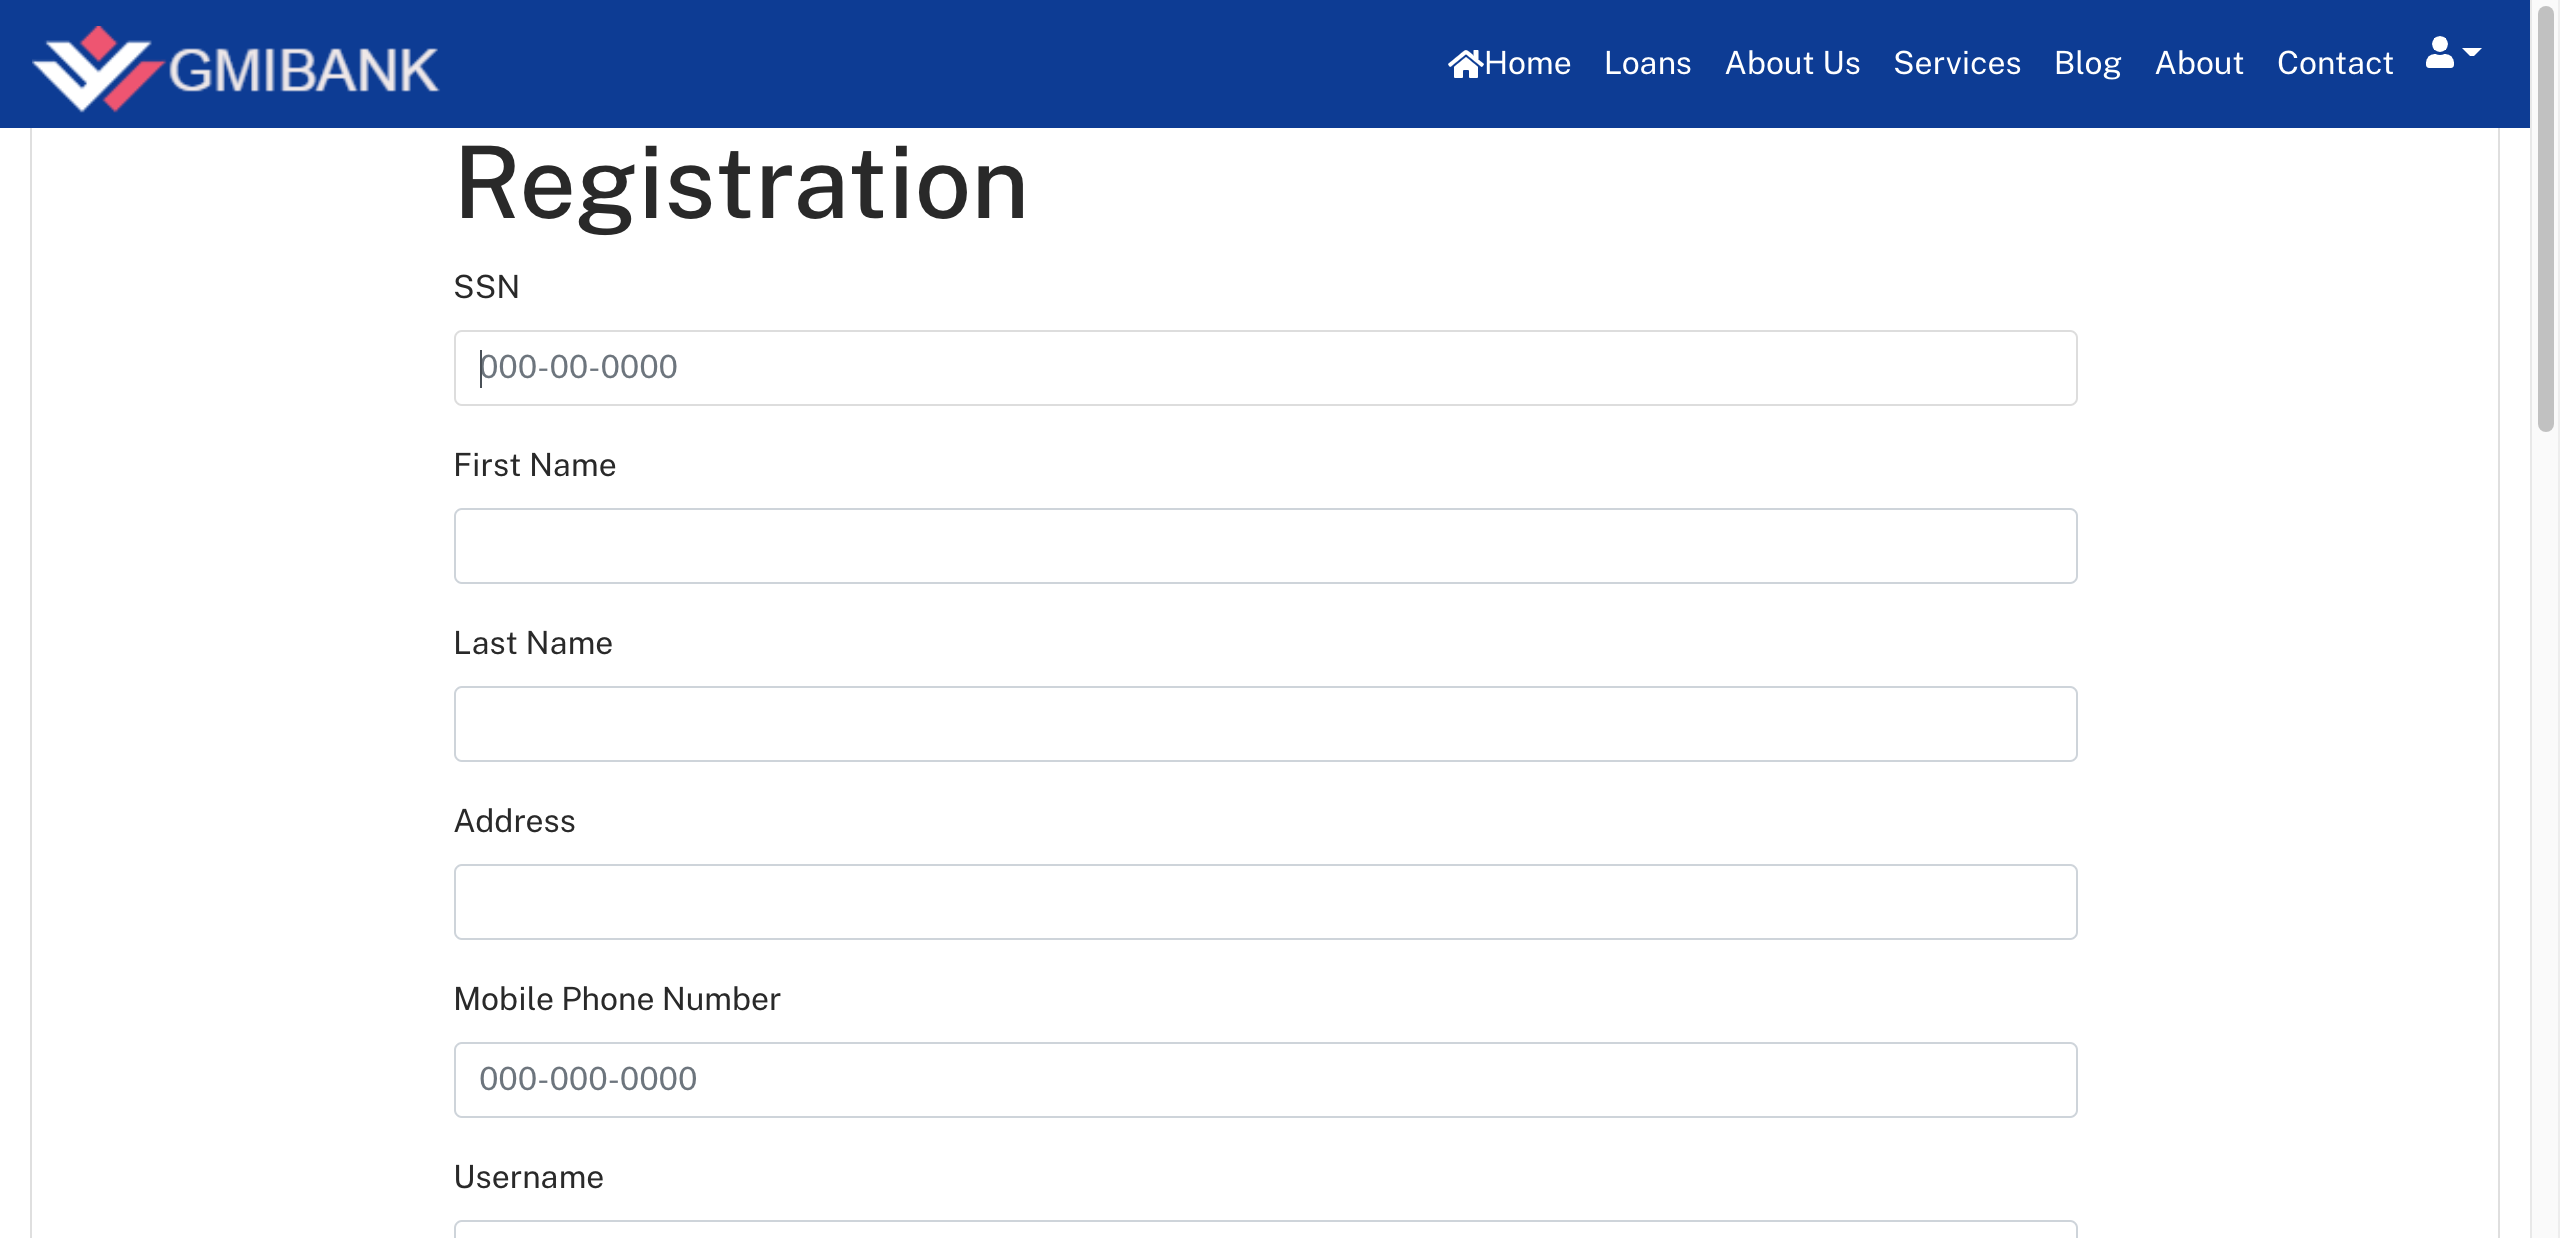 GMIBANK
Home Loans About Us Services Blog About Contact
Registration
SSN
000-00-0000
First Name
Last Name
Address
Mobile Phone Number
000-000-0000
Username